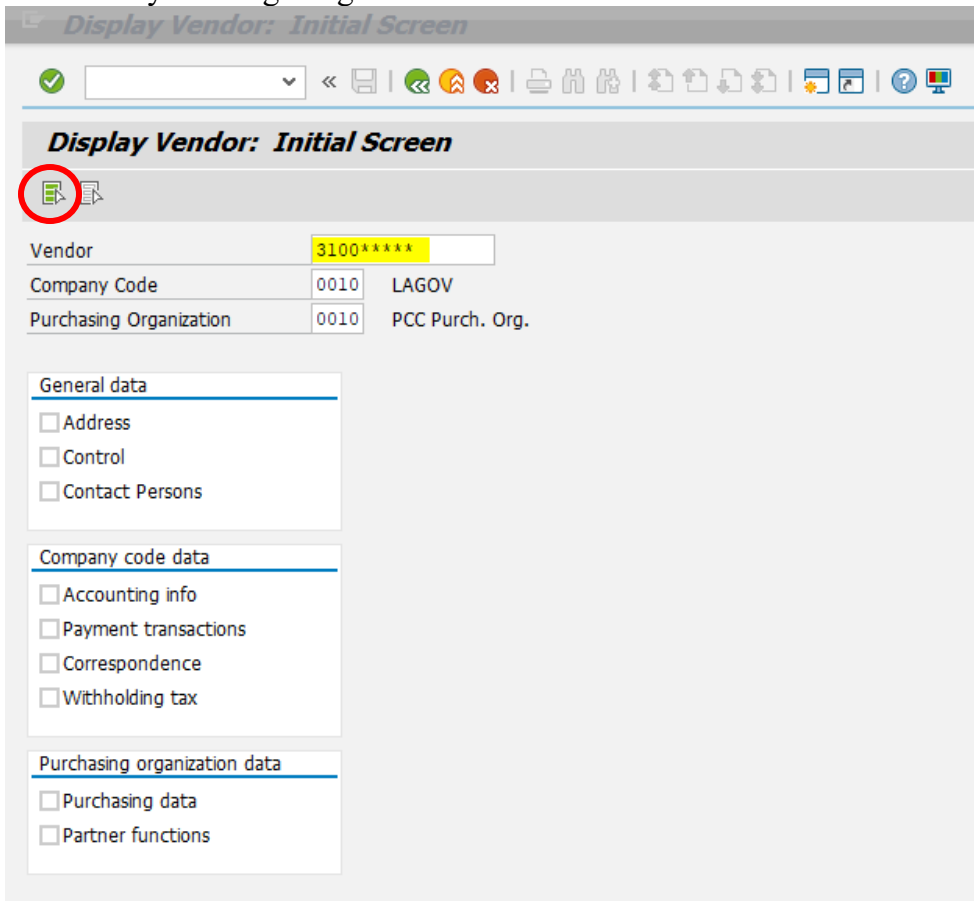 Display Vendor: Initial Screen
Display Vendor: Initial Screen
Vendor 3100*****
Company Code 0010 LAGOV
Purchasing Organization 0010 PCC Purch. Org.
General data
Address
Control
Contact Persons
Company code data
Accounting info
Payment transactions
Correspondence
Withholding tax
Purchasing organization data
Purchasing data
Partner functions